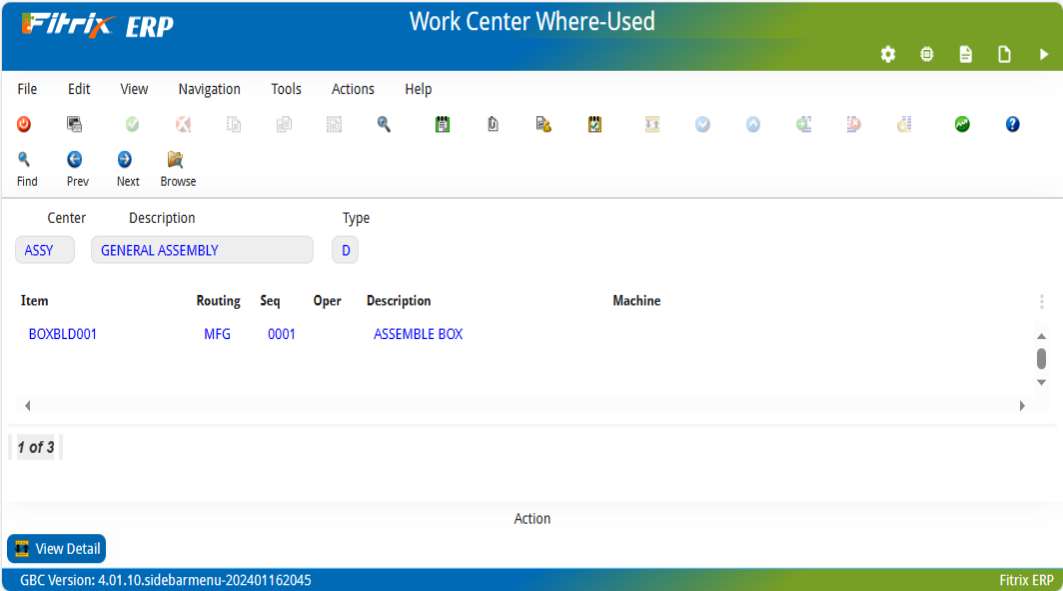 Fitrix ERP
Work Center Where-Used
File Edit View Navigation Tools Actions Help
Find Prev Next Browse
Center Description Type
ASSY GENERAL ASSEMBLY D
Item Routing Seq Oper Description Machine
BOXBLD001 MFG 0001 ASSEMBLE BOX
1 of 3
Action
View Detail
GBC Version: 4.01.10.sidebarmenu-202401162045 Fitrix ERP